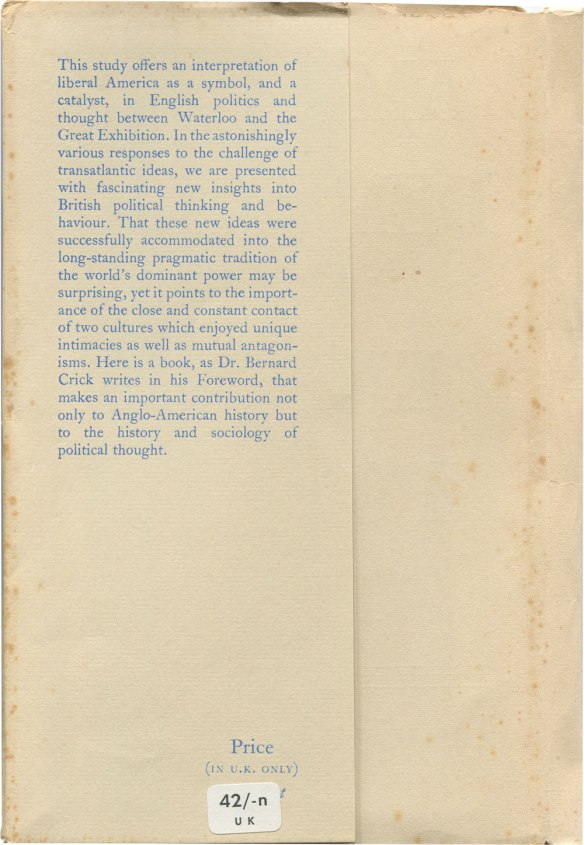 This study offers an interpretation of
liberal America as a symbol, and a
catalyst, in English politics and
thought between Waterloo and the
Great Exhibition. In the astonishingly
various responses to the challenge of
transatlantic ideas, we are presented
with fascinating new insights into
British political thinking and be-
haviour. That these new ideas were
successfully accommodated into the
long-standing pragmatic tradition of
the world's dominant power may be
surprising, yet it points to the import-
ance of the close and constant contact
of two cultures which enjoyed unique
intimacies as well as mutual antagon-
isms. Here is a book, as Dr. Bernard
Crick writes in his Foreword, that
makes an important contribution not
only to Anglo-American history but
to the history and sociology of
political thought.
Price
(IN U.K. ONLY)
42/-n
UK